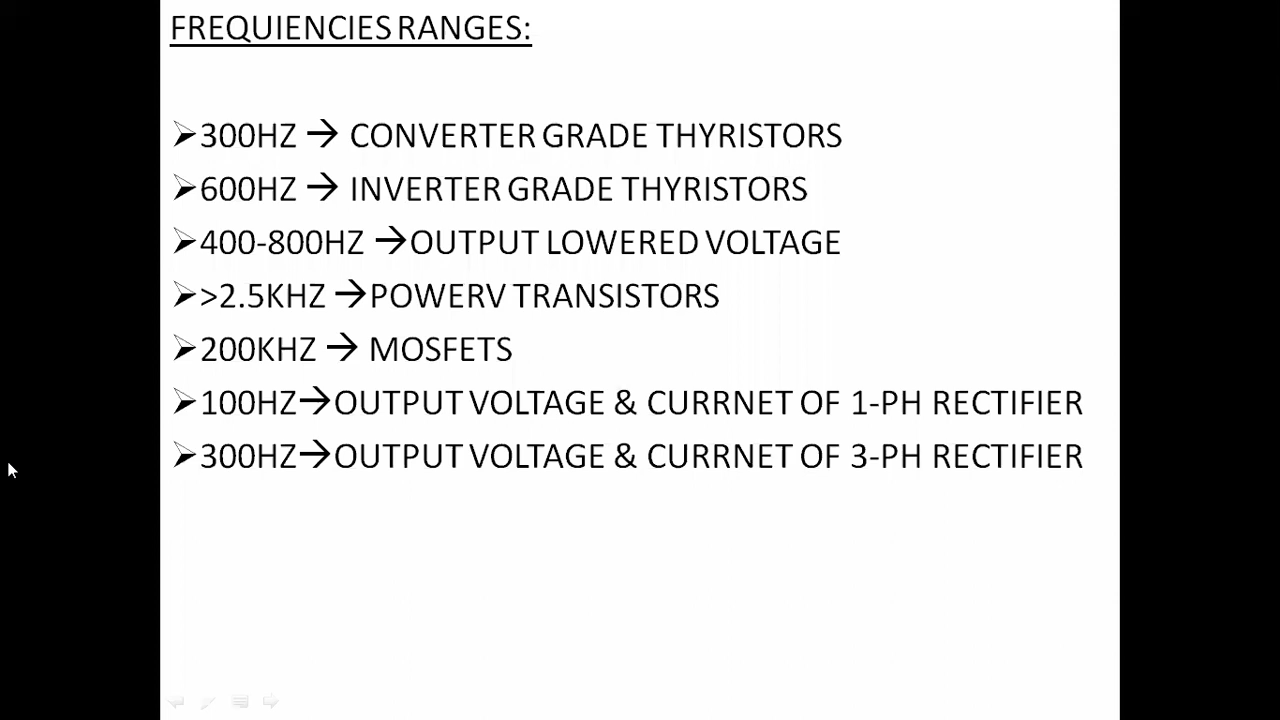 FREQUIENCIES RANGES:
➢300HZ → CONVERTER GRADE THYRISTORS
➢600HZ → INVERTER GRADE THYRISTORS
➢400-800HZ →OUTPUT LOWERED VOLTAGE
➢>2.5KHZ →POWERV TRANSISTORS
➢200KHZ → MOSFETS
➢100HZ→OUTPUT VOLTAGE & CURRNET OF 1-PH RECTIFIER
➢300HZ→OUTPUT VOLTAGE & CURRNET OF 3-PH RECTIFIER